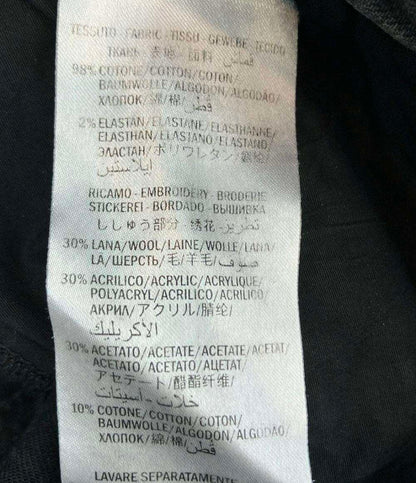 TESSUTO - FABRIC - TISSU - GEWEBE - TEJIDO
ТКАНЬ - 表地 - 面料 - قماش
98% COTONE/COTTON/COTON/
BAUMWOLLE/ALGODON/ALGODÃO/
ХЛОПОК/綿/棉/قطن
2% ELASTAN/ELASTANE/ELASTHANNE/
ELASTHAN/ELASTANO/ELASTANO/
ЭЛАСТАН/ポリウレタン/氨纶/
إيلاستين
RICAMO - EMBROIDERY - BRODERIE
STICKEREI - BORDADO - ВЫШИВКА
ししゅう部分 - 绣花 - تطريز
30% LANA/WOOL/LAINE/WOLLE/LANA/
LÃ/ШЕРСТЬ/毛/羊毛/صوف
30% ACRILICO/ACRYLIC/ACRYLIQUE/
POLYACRYL/ACRILICO/ACRILICO/
АКРИЛ/アクリル/腈纶/
الأكريليك
30% ACETATO/ACETATE/ACETATE/ACETAT/
ACETATO/ACETATO/АЦЕТАТ/
アセテート/醋酯纤维/
خلات - أسيتات
10% COTONE/COTTON/COTON/
BAUMWOLLE/ALGODON/ALGODÃO/
ХЛОПОК/綿/棉/قطن
LAVARE SEPARATAMENTE